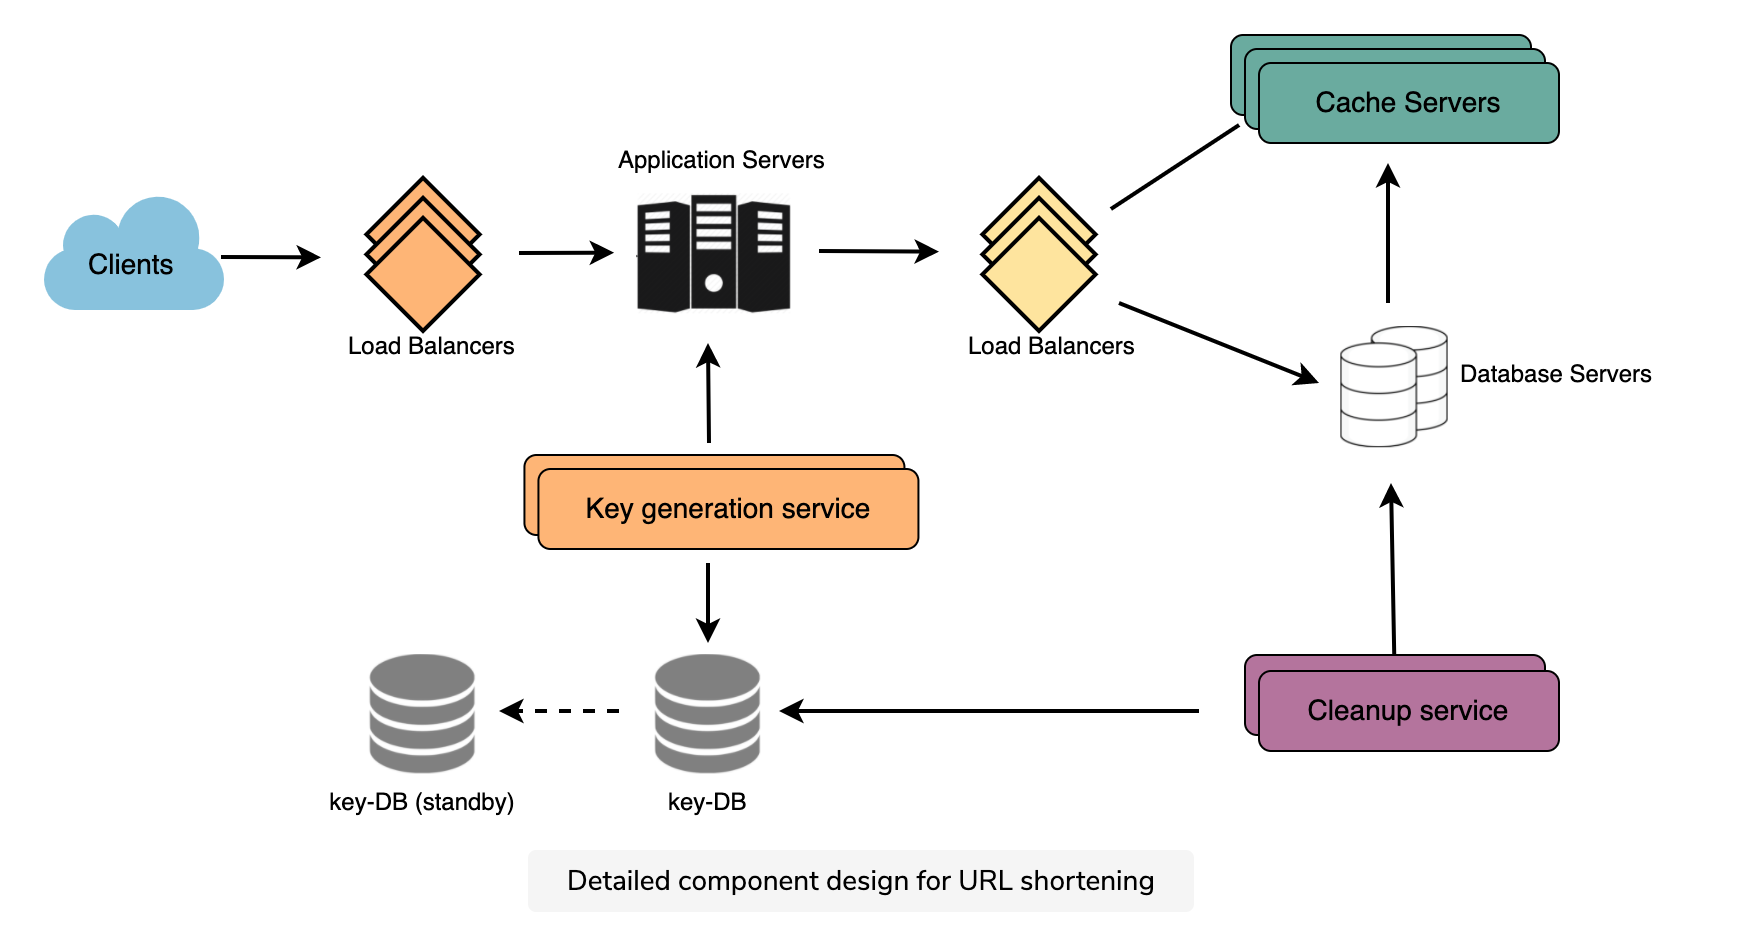 Cache Servers
Application Servers
Clients
Load Balancers
Load Balancers
Database Servers
Key generation service
Cleanup service
key-DB (standby)
key-DB
Detailed component design for URL shortening